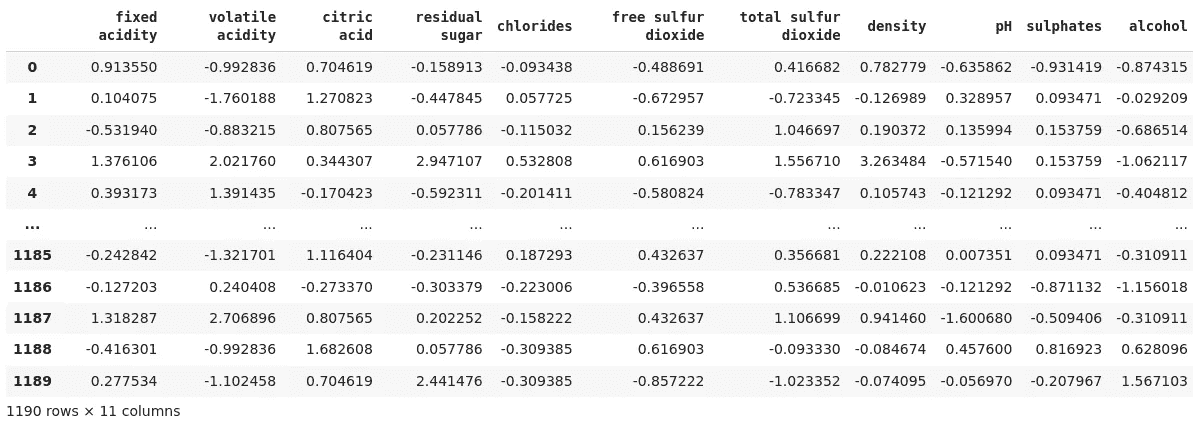 fixed acidity volatile acidity citric acid residual sugar chlorides free sulfur dioxide total sulfur dioxide density pH sulphates alcohol
0 0.913550 -0.992836 0.704619 -0.158913 -0.093438 -0.488691 0.416682 0.782779 -0.635862 -0.931419 -0.874315
1 0.104075 -1.760188 1.270823 -0.447845 0.057725 -0.672957 -0.723345 -0.126989 0.328957 0.093471 -0.029209
2 -0.531940 -0.883215 0.807565 0.057786 -0.115032 0.156239 1.046697 0.190372 0.135994 0.153759 -0.686514
3 1.376106 2.021760 0.344307 2.947107 0.532808 0.616903 1.556710 3.263484 -0.571540 0.153759 -1.062117
4 0.393173 1.391435 -0.170423 -0.592311 -0.201411 -0.580824 -0.783347 0.105743 -0.121292 0.093471 -0.404812
... ... ... ... ... ... ... ... ... ... ... ...
1185 -0.242842 -1.321701 1.116404 -0.231146 0.187293 0.432637 0.356681 0.222108 0.007351 0.093471 -0.310911
1186 -0.127203 0.240408 -0.273370 -0.303379 -0.223006 -0.396558 0.536685 -0.010623 -0.121292 -0.871132 -1.156018
1187 1.318287 2.706896 0.807565 0.202252 -0.158222 0.432637 1.106699 0.941460 -1.600680 -0.509406 -0.310911
1188 -0.416301 -0.992836 1.682608 0.057786 -0.309385 0.616903 -0.093330 -0.084674 0.457600 0.816923 0.628096
1189 0.277534 -1.102458 0.704619 2.441476 -0.309385 -0.857222 -1.023352 -0.074095 -0.056970 -0.207967 1.567103
1190 rows × 11 columns